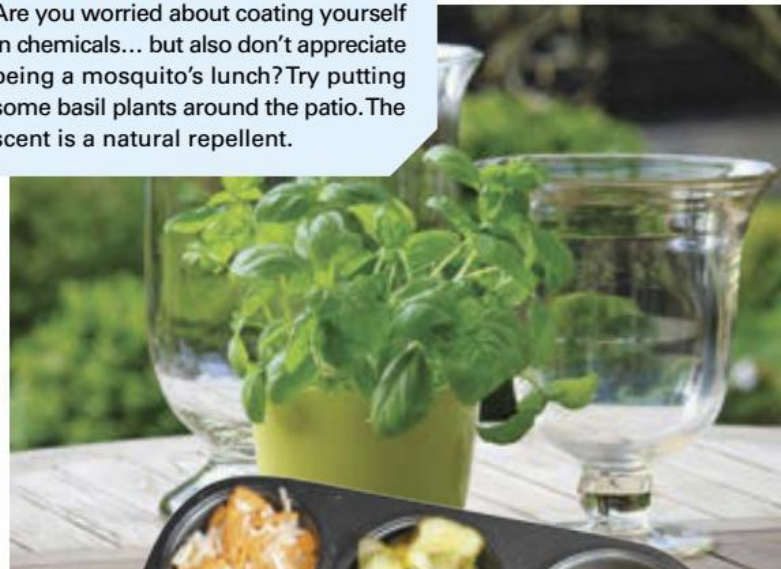 Are you worried about coating yourself
in chemicals... but also don't appreciate
being a mosquito's lunch? Try putting
some basil plants around the patio. The
scent is a natural repellent.